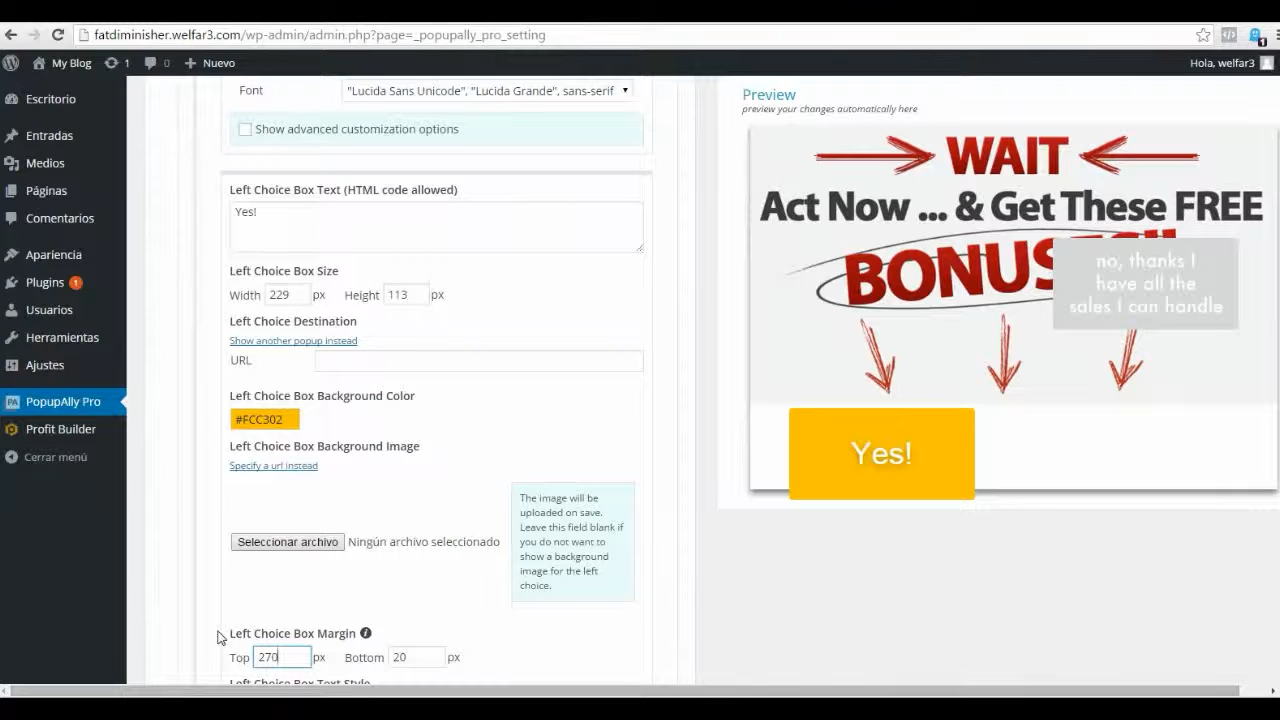 fatdiminisher.welfar3.com/wp-admin/admin.php?page=_popupally_pro_setting
1
My Blog
1
0
Nuevo
Hola, welfar3
Escritorio
Entradas
Medios
Páginas
Comentarios
Apariencia
Plugins 1
Usuarios
Herramientas
Ajustes
PA PopupAlly Pro
Profit Builder
Cerrar menú
Font "Lucida Sans Unicode", "Lucida Grande", sans-serif
Show advanced customization options
Left Choice Box Text (HTML code allowed)
Yes!
Left Choice Box Size
Width 229 px Height 113 px
Left Choice Destination
Show another popup instead
URL
Left Choice Box Background Color
#FCC302
Left Choice Box Background Image
Specify a url instead
Seleccionar archivo Ningún archivo seleccionado
The image will be
uploaded on save.
Leave this field blank if
you do not want to
show a background
image for the left
choice.
Left Choice Box Margin
Top 270 px Bottom 20 px
Left Choice Box Text Style
Preview
preview your changes automatically here
WAIT
Act Now ... & Get These FREE
no, thanks I
have all the
sales I can handle
Yes!